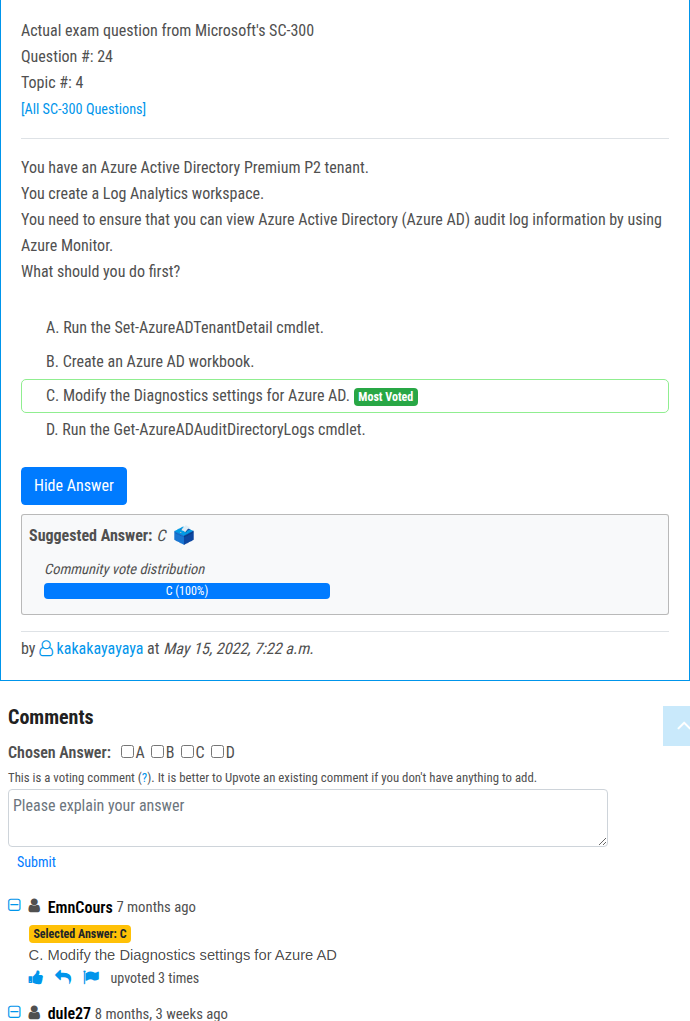 Actual exam question from Microsoft's SC-300
Question #: 24
Topic #: 4
[All SC-300 Questions]
You have an Azure Active Directory Premium P2 tenant.
You create a Log Analytics workspace.
You need to ensure that you can view Azure Active Directory (Azure AD) audit log information by using
Azure Monitor.
What should you do first?
A. Run the Set-AzureADTenantDetail cmdlet.
B. Create an Azure AD workbook.
C. Modify the Diagnostics settings for Azure AD. Most Voted
D. Run the Get-AzureADAuditDirectoryLogs cmdlet.
Hide Answer
Suggested Answer: C
Community vote distribution
C (100%)
by kakakayayaya at May 15, 2022, 7:22 a.m.
Comments
Chosen Answer: A B C D
This is a voting comment (?). It is better to Upvote an existing comment if you don't have anything to add.
Please explain your answer
Submit
EmnCours 7 months ago
Selected Answer: C
C. Modify the Diagnostics settings for Azure AD
upvoted 3 times
dule27 8 months, 3 weeks ago